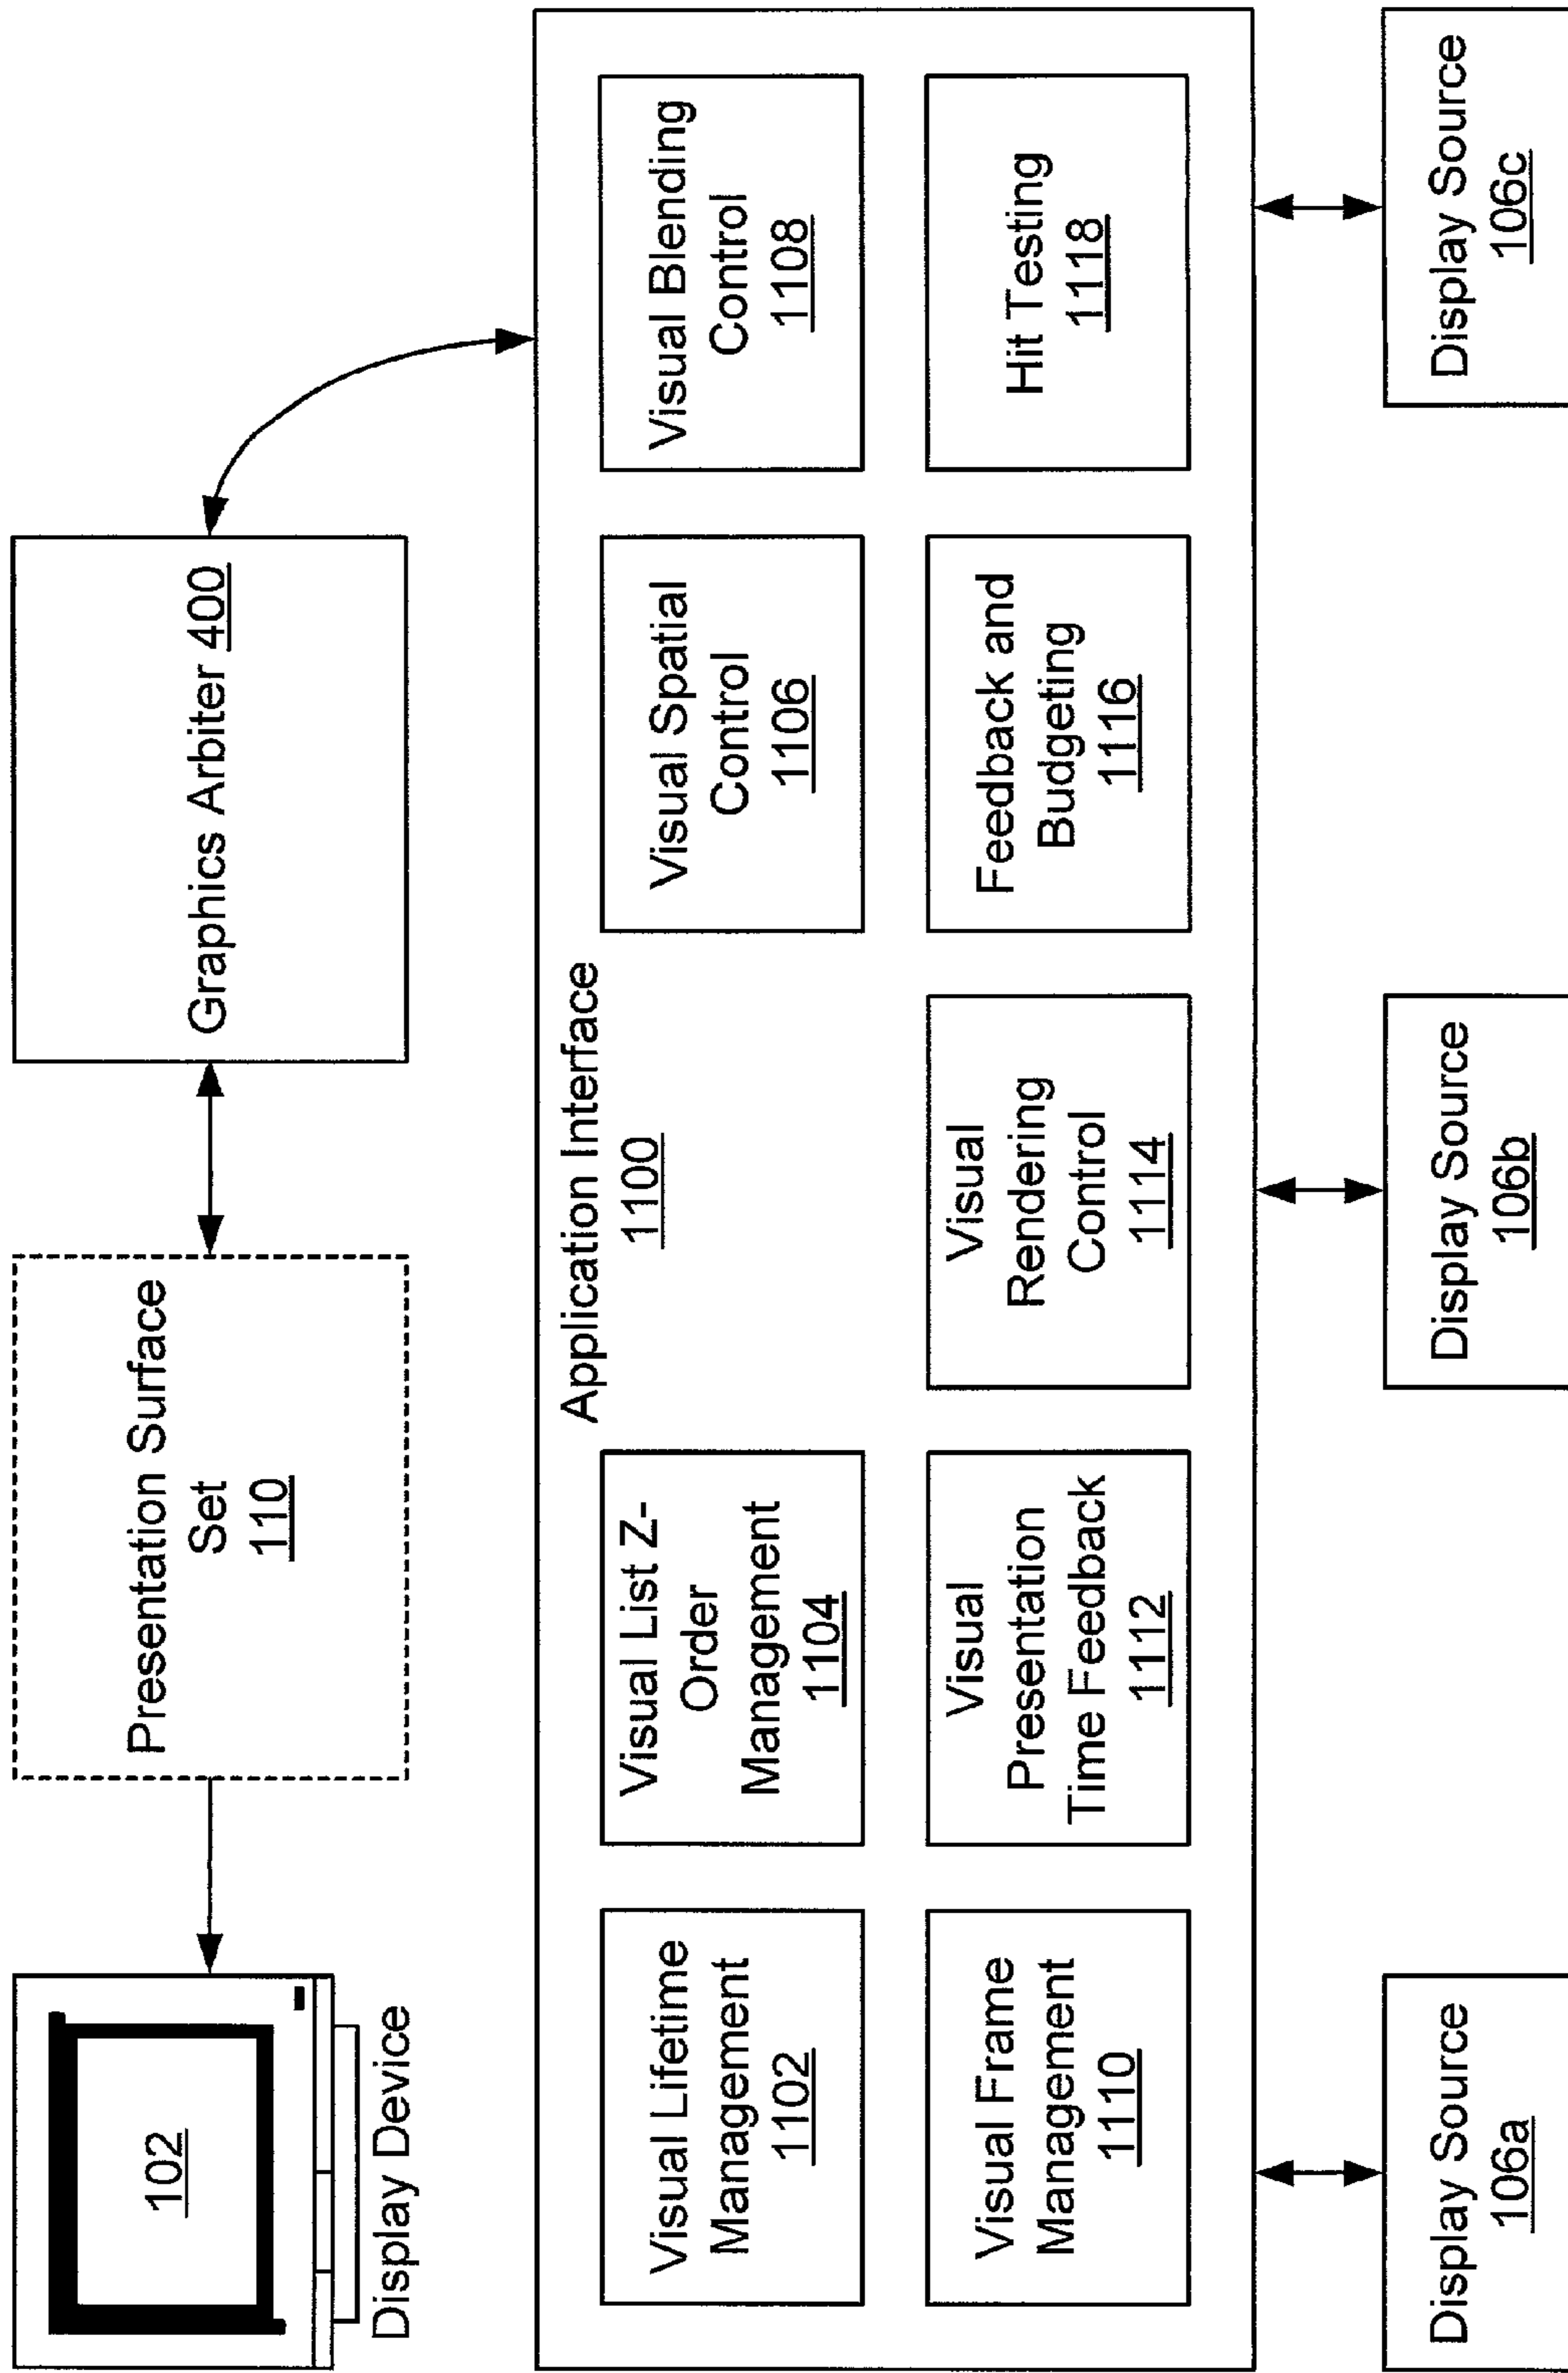 102
Display Device
Presentation Surface
Set
110
Graphics Arbiter 400
Application Interface
1100
Visual Lifetime
Management
1102
Visual List Z-
Order
Management
1104
Visual Spatial
Control
1106
Visual Blending
Control
1108
Visual Frame
Management
1110
Visual
Presentation
Time Feedback
1112
Visual
Rendering
Control
1114
Feedback and
Budgeting
1116
Hit Testing
1118
Display Source
106a
Display Source
106b
Display Source
106c